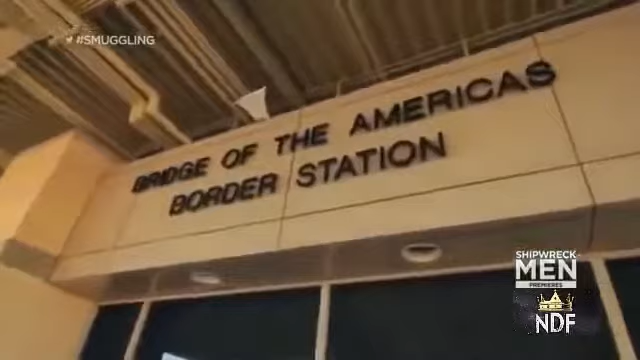 #SMUGGLING
BRIDGE OF THE AMERICAS
BORDER STATION
SHIPWRECK
MEN
PREMIERES
NDF